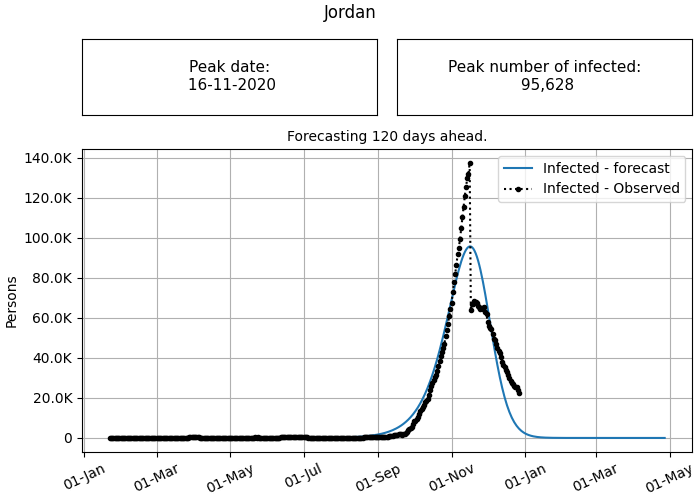 Jordan
Peak date:
16-11-2020
Peak number of infected:
95,628
Forecasting 120 days ahead.
140.0K
120.0K
100.0K
80.0K
60.0K
40.0K
20.0K
0
Persons
Infected - forecast
Infected - Observed
01-Jan
01-Mar
01-May
01-Jul
01-Sep
01-Nov
01-Jan
01-Mar
01-May